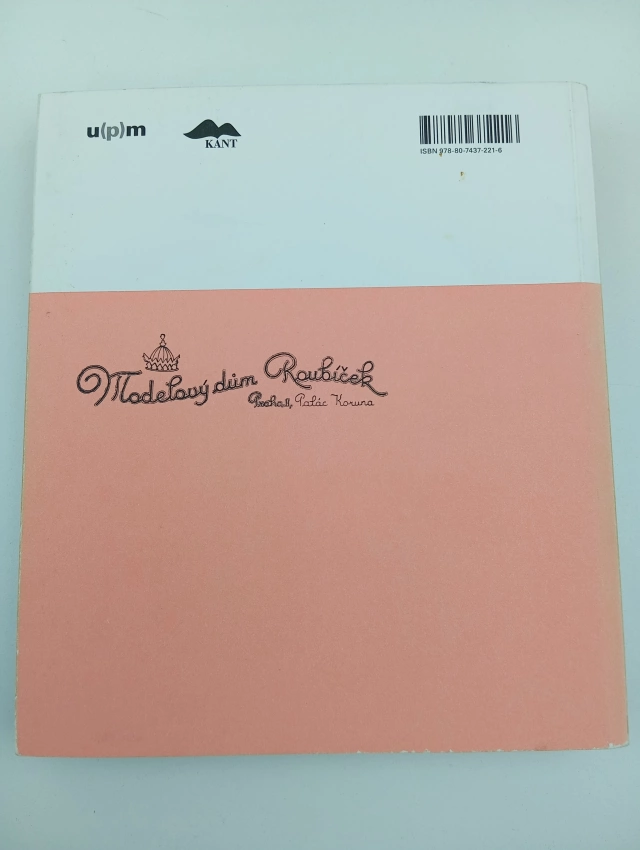 u(p)m
KANT
ISBN 978-80-7437-221-6
Modelový dům Roubíček
Praha II, Palác Koruna